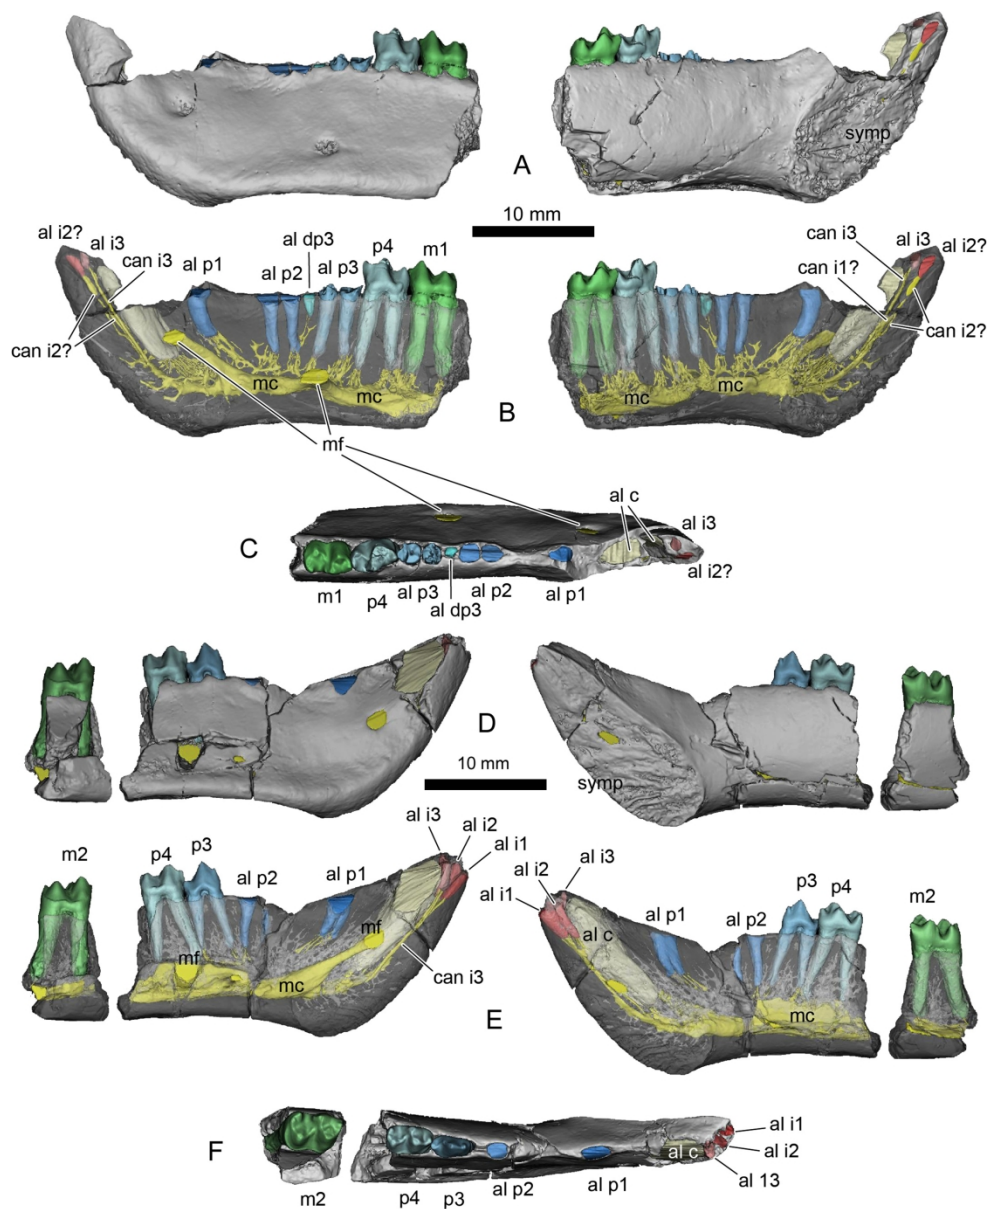 symp
A
10 mm
al i2?
al i3
can i3
al p1
al dp3
al p2
al p3
p4
m1
can i2?
mc
mc
can i3
al i3
al i2?
can i1?
can i2?
mc
mc
B
mf
C
al c
al i3
al i2?
m1
p4
al p3
al dp3
al p2
al p1
D
symp
10 mm
m2
p4
p3
al p2
al p1
al i3
al i2
al i1
mf
mf
mc
can i3
al i3
al i2
al i1
al c
al p1
al p2
p3
p4
m2
mc
E
F
m2
p4
p3
al p2
al p1
al c
al i1
al i2
al 13